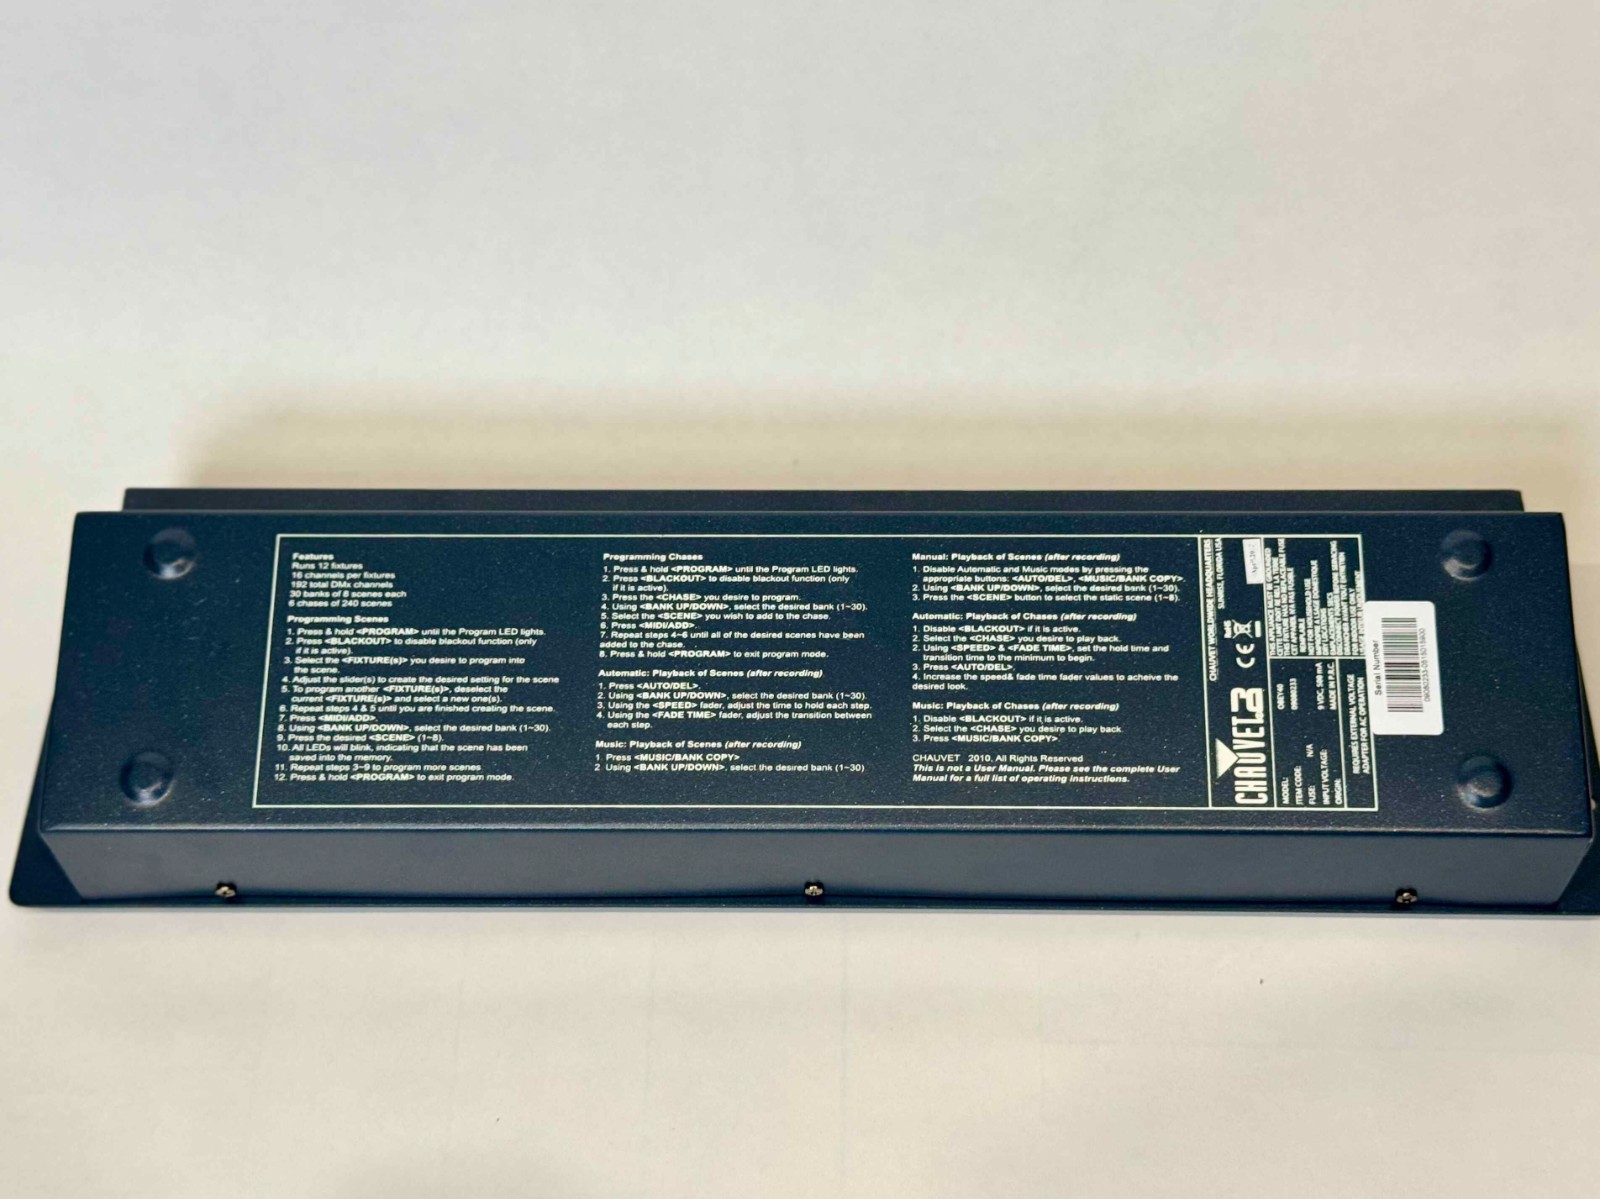 Features
Runs 12 fixtures
16 channels per fixtures
192 total DMx channels
30 banks of 8 scenes each
6 chases of 240 scenes
Programming Scenes
1. Press & hold <PROGRAM> until the Program LED lights.
2. Press <BLACKOUT> to disable blackout function (only
if it is active).
3. Select the <FIXTURE(s)> you desire to program into
the scene.
4. Adjust the slider(s) to create the desired setting for the scene
5. To program another <FIXTURE(s)>, deselect the
current <FIXTURE(s)> and select a new one(s).
6. Repeat steps 4 & 5 until you are finished creating the scene.
7. Press <MIDI/ADD>.
8. Using <BANK UP/DOWN>, select the desired bank (1~30).
9. Press the desired <SCENE> (1~8).
10. All LEDs will blink, indicating that the scene has been
saved into the memory.
11. Repeat steps 3~9 to program more scenes
12. Press & hold <PROGRAM> to exit program mode.
Programming Chases
1. Press & hold <PROGRAM> until the Program LED lights.
2. Press <BLACKOUT> to disable blackout function (only
if it is active).
3. Press the <CHASE> you desire to program.
4. Using <BANK UP/DOWN>, select the desired bank (1~30).
5. Select the <SCENE> you wish to add to the chase.
6. Press <MIDI/ADD>.
7. Repeat steps 4~6 until all of the desired scenes have been
added to the chase.
8. Press & hold <PROGRAM> to exit program mode.
Automatic: Playback of Scenes (after recording)
1. Press <AUTO/DEL>.
2. Using <BANK UP/DOWN>, select the desired bank (1~30).
3. Using the <SPEED> fader, adjust the time to hold each step.
4. Using the <FADE TIME> fader, adjust the transition between
each step.
Music: Playback of Scenes (after recording)
1. Press <MUSIC/BANK COPY>
2. Using <BANK UP/DOWN>, select the desired bank (1~30)
Manual: Playback of Scenes (after recording)
1. Disable Automatic and Music modes by pressing the
appropriate buttons: <AUTO/DEL>, <MUSIC/BANK COPY>.
2. Using <BANK UP/DOWN>, select the desired bank (1~30).
3. Press the <SCENE> button to select the static scene (1~8).
Automatic: Playback of Chases (after recording)
1. Disable <BLACKOUT> if it is active.
2. Select the <CHASE> you desire to play back.
2. Using <SPEED> & <FADE TIME>, set the hold time and
transition time to the minimum to begin.
3. Press <AUTO/DEL>.
4. Increase the speed& fade time fader values to acheive the
desired look.
Music: Playback of Chases (after recording)
1. Disable <BLACKOUT> if it is active.
2. Select the <CHASE> you desire to play back.
3. Press <MUSIC/BANK COPY>.
CHAUVET 2010, All Rights Reserved
This is not a User Manual. Please see the complete User
Manual for a full list of operating instructions.
CHAUVET WORLDWIDE HEADQUARTERS
SUNRISE, FLORIDA USA
CHAUVET
CE
RoHS
MODEL: OBEY40
ITEM CODE:
FUSE: N/A
INPUT VOLTAGE: 9 VDC, 300 mA
ORIGIN: MADE IN P.R.C.
REQUIRES EXTERNAL VOLTAGE
ADAPTER FOR AC OPERATION
Serial Number